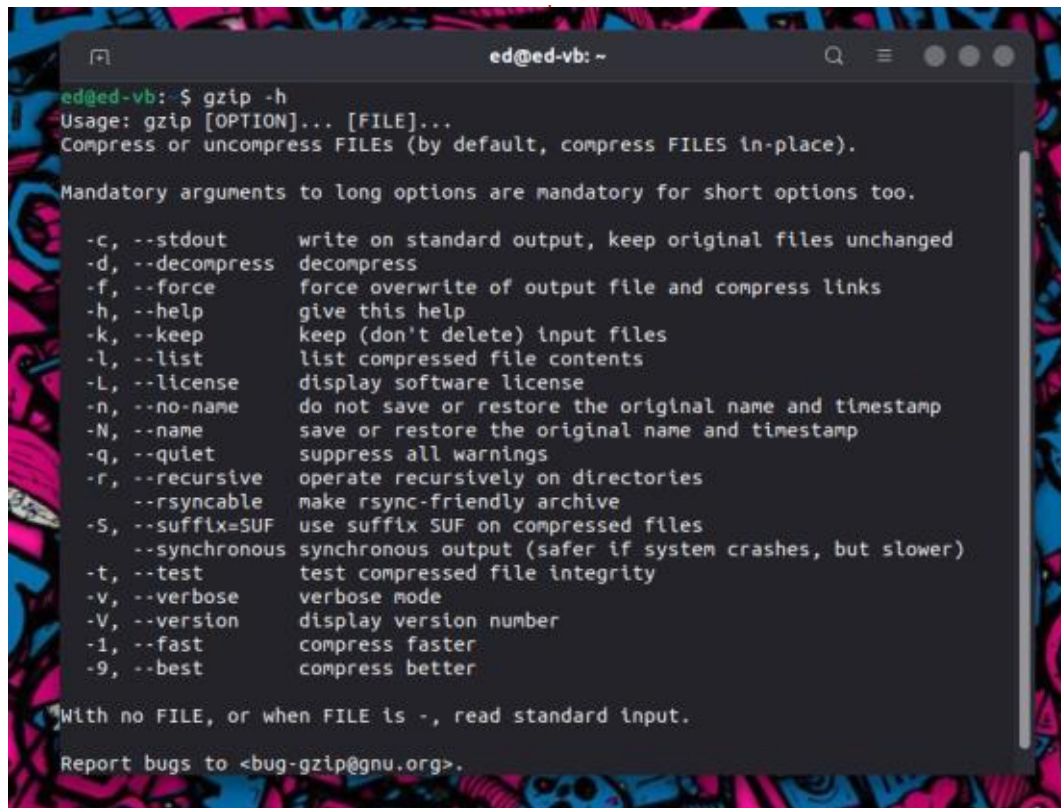 ed@ed-vb: ~
ed@ed-vb:~$ gzip -h
Usage: gzip [OPTION]... [FILE]...
Compress or uncompress FILEs (by default, compress FILES in-place).
Mandatory arguments to long options are mandatory for short options too.
-c, --stdout write on standard output, keep original files unchanged
-d, --decompress decompress
-f, --force force overwrite of output file and compress links
-h, --help give this help
-k, --keep keep (don't delete) input files
-l, --list list compressed file contents
-L, --license display software license
-n, --no-name do not save or restore the original name and timestamp
-N, --name save or restore the original name and timestamp
-q, --quiet suppress all warnings
-r, --recursive operate recursively on directories
--rsyncable make rsync-friendly archive
-S, --suffix=SUF use suffix SUF on compressed files
--synchronous synchronous output (safer if system crashes, but slower)
-t, --test test compressed file integrity
-v, --verbose verbose mode
-V, --version display version number
-1, --fast compress faster
-9, --best compress better
With no FILE, or when FILE is -, read standard input.
Report bugs to <bug-gzip@gnu.org>.